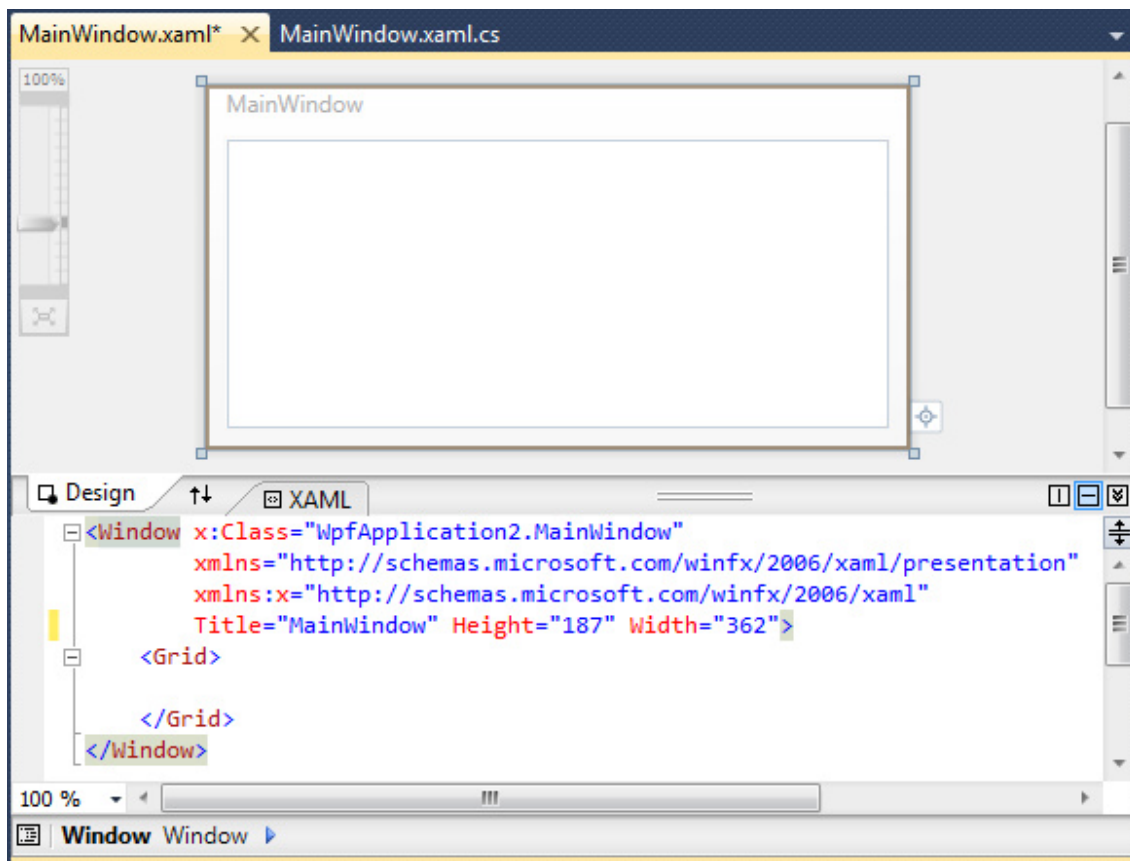 MainWindow.xaml* MainWindow.xaml.cs
100%
MainWindow
Design XAML
<Window x:Class="WpfApplication2.MainWindow"
xmlns="http://schemas.microsoft.com/winfx/2006/xaml/presentation"
xmlns:x="http://schemas.microsoft.com/winfx/2006/xaml"
Title="MainWindow" Height="187" Width="362">
<Grid>
</Grid>
</Window>
100 %
Window Window